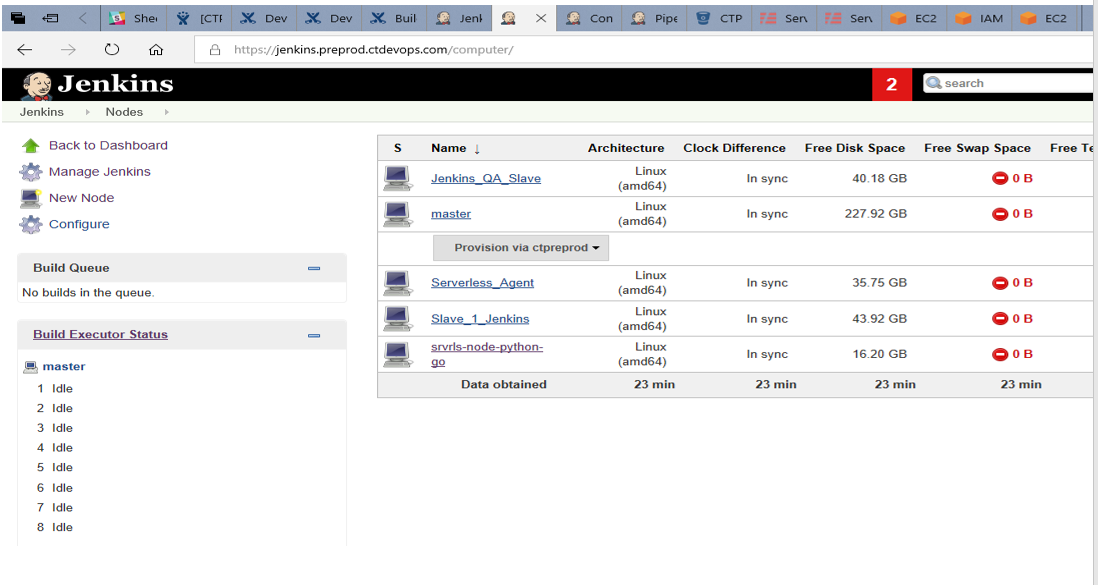 She
[CTF
Dev
Dev
Buil
Jenl
Con
Pipe
CTP
Serv
Serv
EC2
IAM
EC2
https://jenkins.preprod.ctdevops.com/computer/
Jenkins
2
search
Jenkins
Nodes
Back to Dashboard
Manage Jenkins
New Node
Configure
Build Queue
No builds in the queue.
Build Executor Status
master
1 Idle
2 Idle
3 Idle
4 Idle
5 Idle
6 Idle
7 Idle
8 Idle
S Name ↓ Architecture Clock Difference Free Disk Space Free Swap Space Free Te
Jenkins_QA_Slave Linux (amd64) In sync 40.18 GB 0 B
master Linux (amd64) In sync 227.92 GB 0 B
Provision via ctpreprod
Serverless_Agent Linux (amd64) In sync 35.75 GB 0 B
Slave_1_Jenkins Linux (amd64) In sync 43.92 GB 0 B
srvrls-node-python-go Linux (amd64) In sync 16.20 GB 0 B
Data obtained 23 min 23 min 23 min 23 min